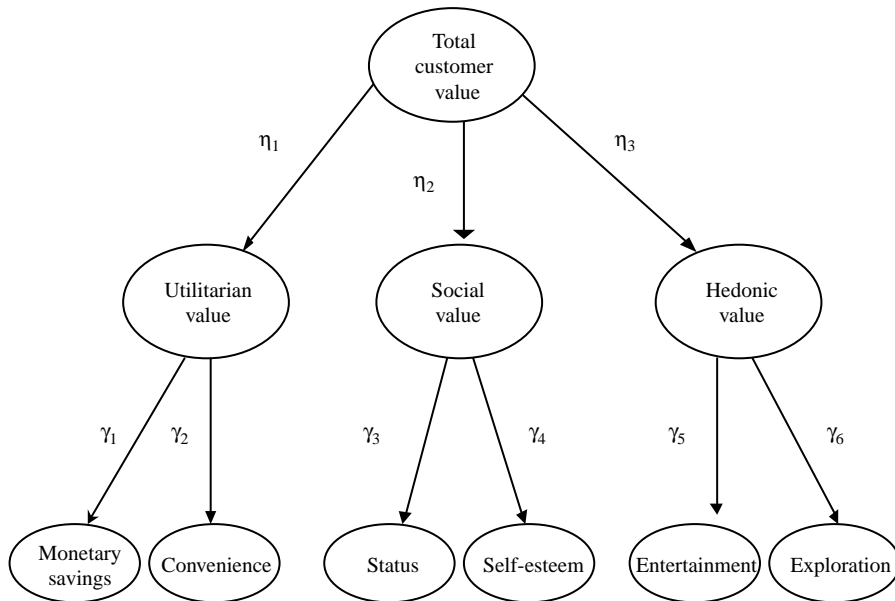 Total
customer
value
η1
η2
η3
Utilitarian
value
Social
value
Hedonic
value
γ1
γ2
γ3
γ4
γ5
γ6
Monetary
savings
Convenience
Status
Self-esteem
Entertainment
Exploration